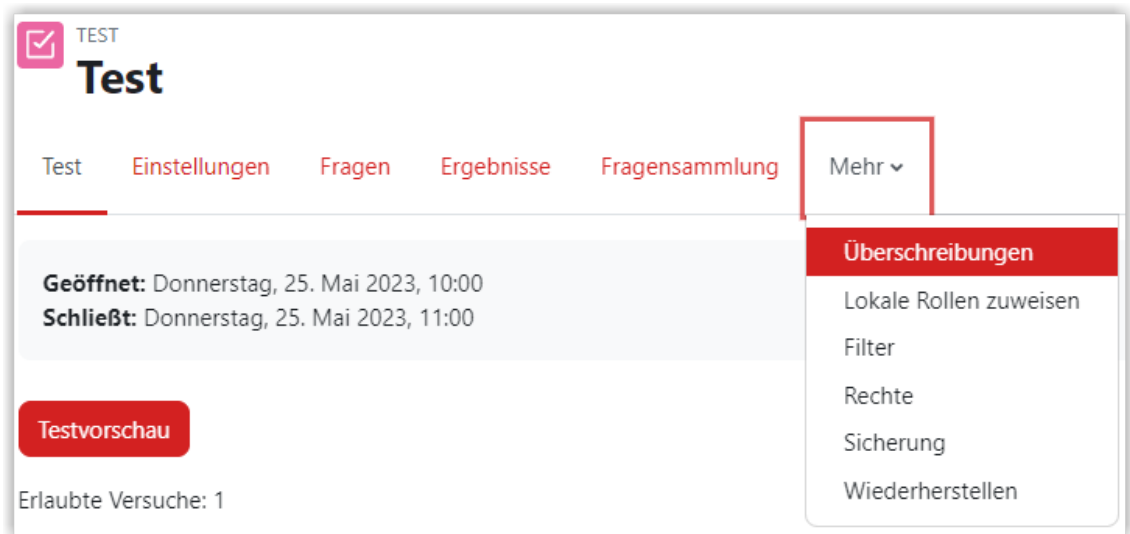 TEST
Test
Test Einstellungen Fragen Ergebnisse Fragensammlung Mehr
Überschreibungen
Lokale Rollen zuweisen
Filter
Rechte
Sicherung
Wiederherstellen
Geöffnet: Donnerstag, 25. Mai 2023, 10:00
Schließt: Donnerstag, 25. Mai 2023, 11:00
Testvorschau
Erlaubte Versuche: 1